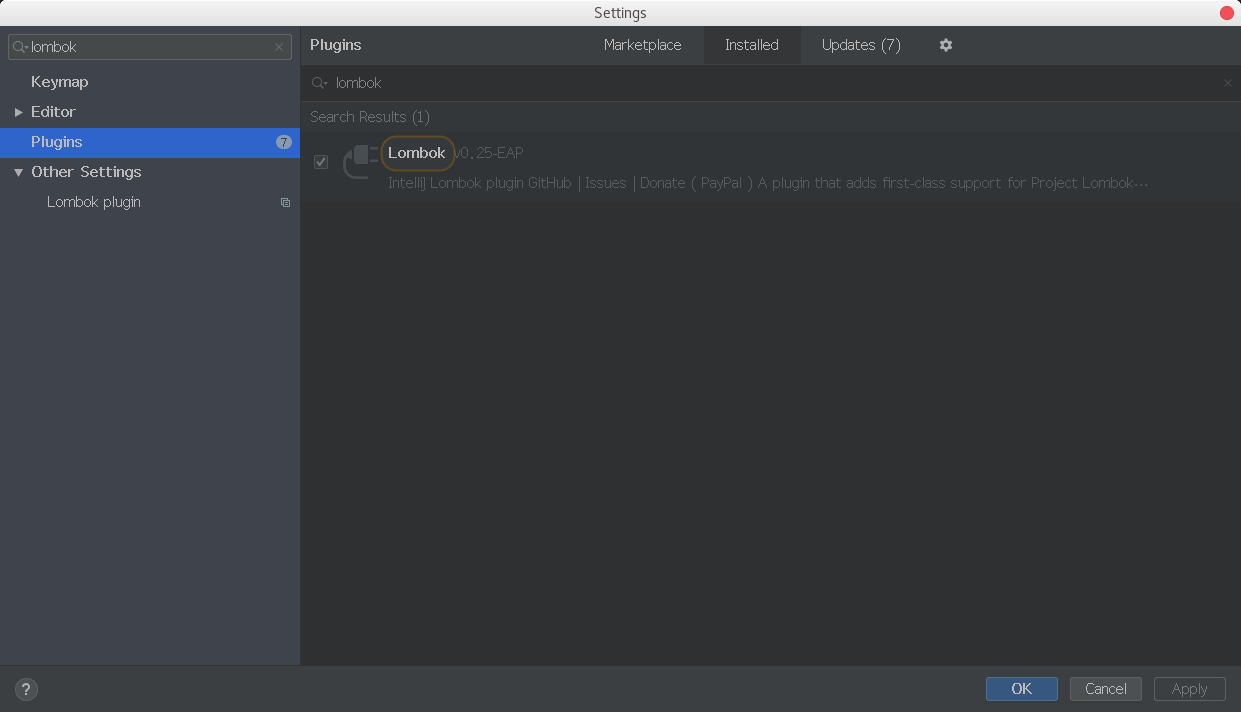 Settings
lombok
Keymap
Editor
Plugins 7
Other Settings
Lombok plugin
Plugins Marketplace Installed Updates (7)
lombok
Search Results (1)
Lombok v0.25-EAP
Intellij Lombok plugin GitHub | Issues | Donate ( PayPal ) A plugin that adds first-class support for Project Lombok...
? OK Cancel Apply